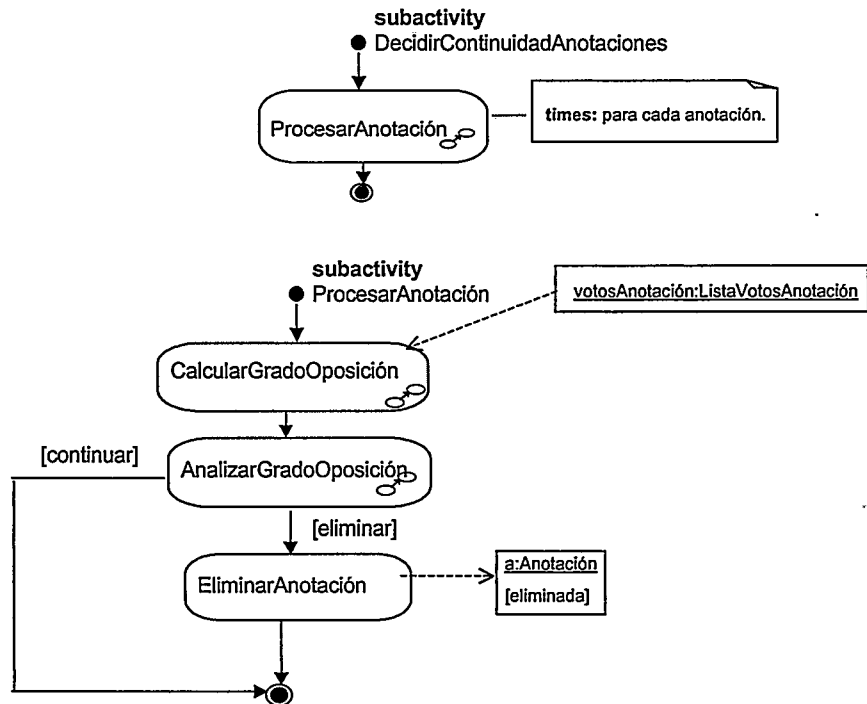 subactivity
DecidirContinuidadAnotaciones
ProcesarAnotación
times: para cada anotación.
subactivity
ProcesarAnotación
votosAnotación:ListaVotosAnotación
CalcularGradoOposición
[continuar]
AnalizarGradoOposición
[eliminar]
EliminarAnotación
a:Anotación
[eliminada]